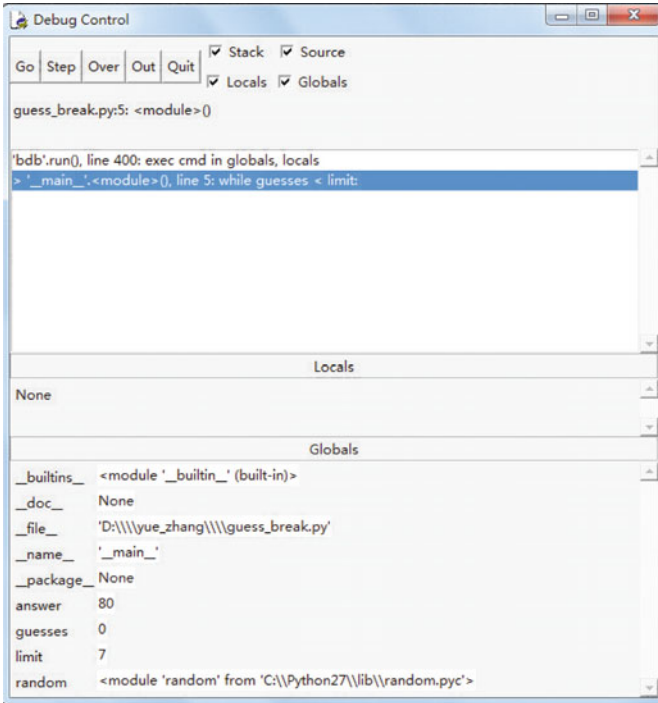 Debug Control
Go Step Over Out Quit
Stack Source
Locals Globals
guess_break.py:5: <module>()
'bdb'.run(), line 400: exec cmd in globals, locals
> '__main__'.<module>(), line 5: while guesses < limit:
Locals
None
Globals
__builtins__ <module '__builtin__' (built-in)>
__doc__ None
__file__ 'D:\\\\yue_zhang\\\\guess_break.py'
__name__ '__main__'
__package__ None
answer 80
guesses 0
limit 7
random <module 'random' from 'C:\\Python27\\lib\\random.pyc'>